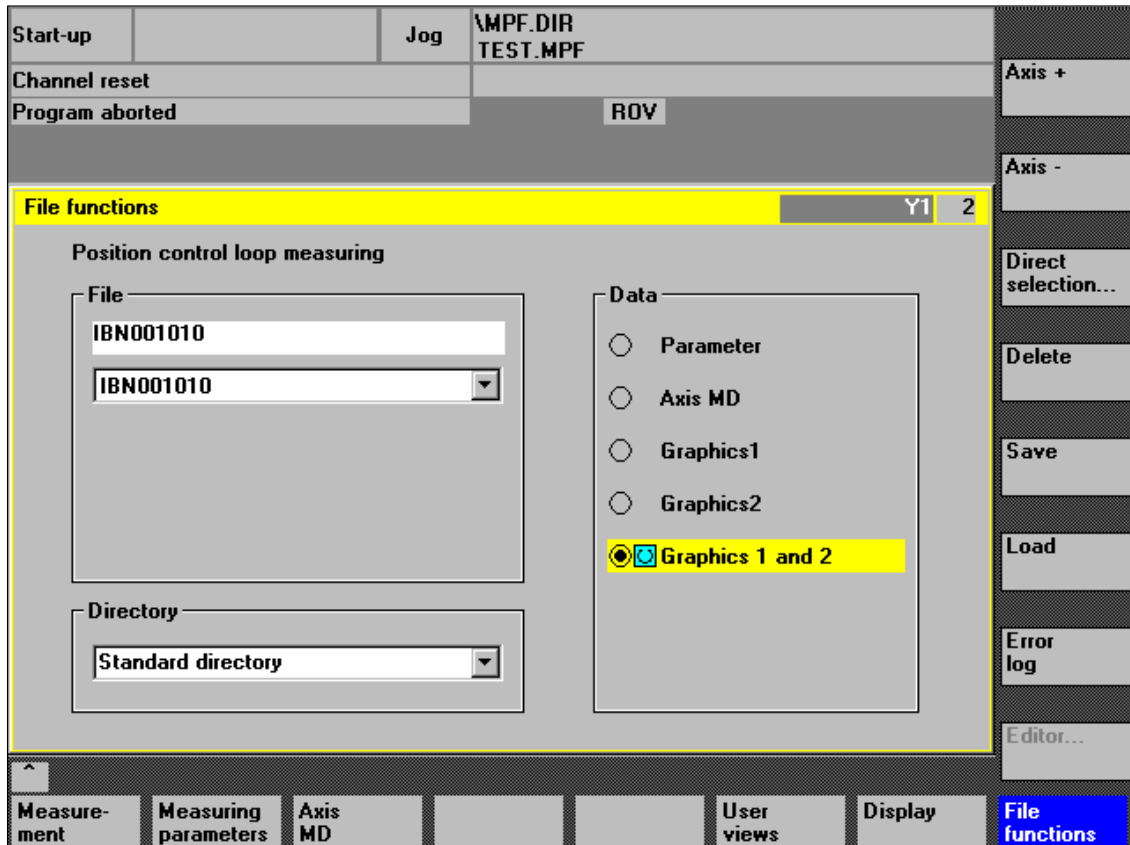 Start-up
Jog
\MPF.DIR
TEST.MPF
Channel reset
Program aborted
ROV
File functions
Y1
2
Position control loop measuring
File
IBN001010
IBN001010
Directory
Standard directory
Data
Parameter
Axis MD
Graphics1
Graphics2
Graphics 1 and 2
Axis +
Axis -
Direct
selection...
Delete
Save
Load
Error
log
Editor...
^
Measure-
ment
Measuring
parameters
Axis
MD
User
views
Display
File
functions